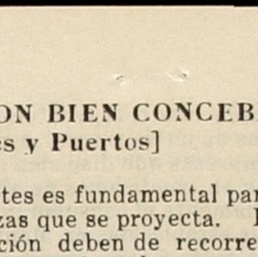 ON BIEN CONCEB
es y Puertos]
tes es fundamental par
zas que se proyecta.
ción deben de recorre